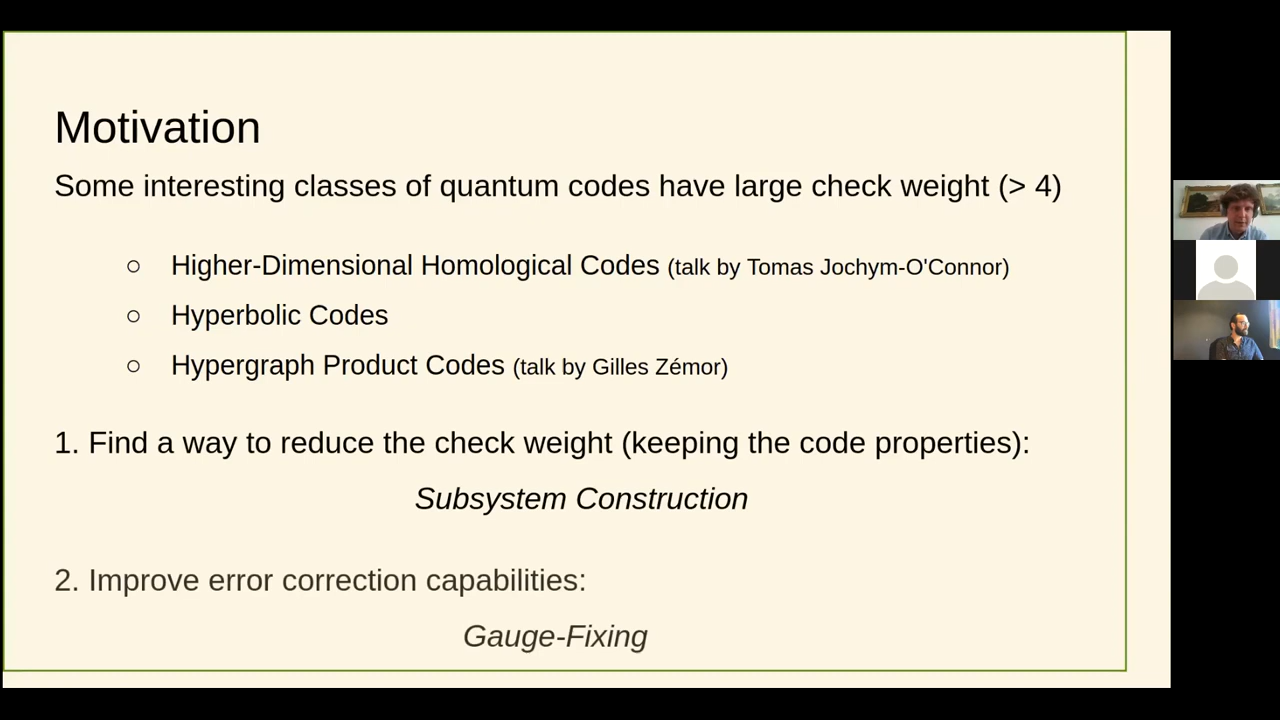 Motivation
Some interesting classes of quantum codes have large check weight (> 4)
○ Higher-Dimensional Homological Codes (talk by Tomas Jochym-O'Connor)
○ Hyperbolic Codes
○ Hypergraph Product Codes (talk by Gilles Zémor)
1. Find a way to reduce the check weight (keeping the code properties):
Subsystem Construction
2. Improve error correction capabilities:
Gauge-Fixing